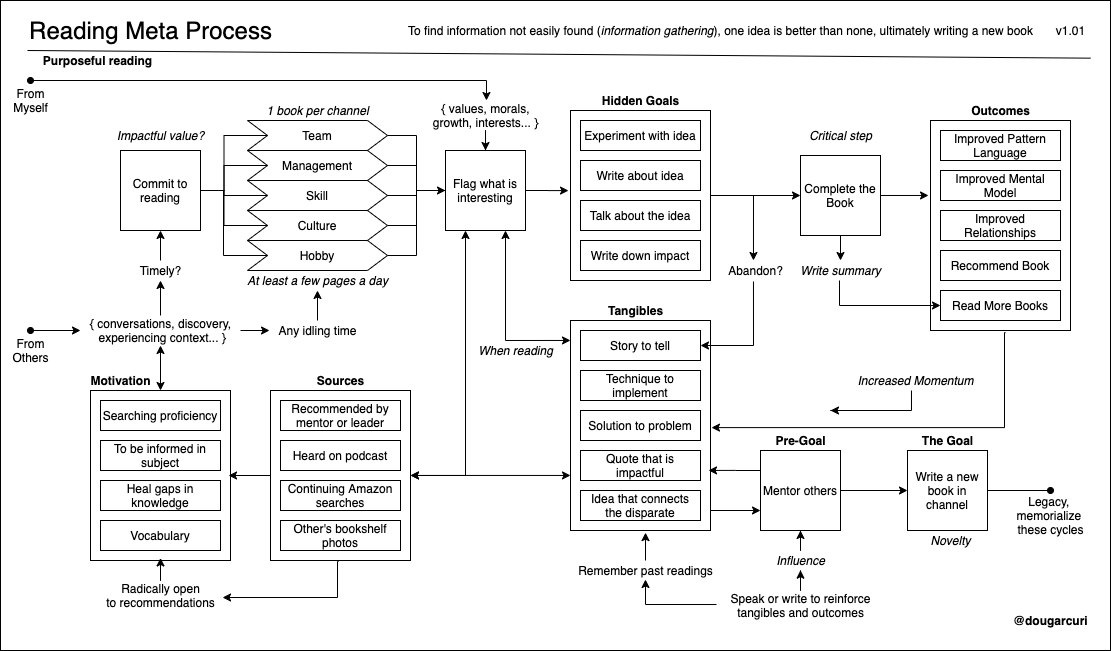 Reading Meta Process
To find information not easily found (information gathering), one idea is better than none, ultimately writing a new book
v1.01
Purposeful reading
From
Myself
Impactful value?
Commit to
reading
Timely?
1 book per channel
Team
Management
Skill
Culture
Hobby
At least a few pages a day
Any idling time
{ values, morals,
growth, interests... }
Flag what is
interesting
When reading
Hidden Goals
Experiment with idea
Write about idea
Talk about the idea
Write down impact
Critical step
Complete the
Book
Abandon?
Write summary
Outcomes
Improved Pattern
Language
Improved Mental
Model
Improved
Relationships
Recommend Book
Read More Books
From
Others
{ conversations, discovery,
experiencing context... }
Motivation
Searching proficiency
To be informed in
subject
Heal gaps in
knowledge
Vocabulary
Radically open
to recommendations
Sources
Recommended by
mentor or leader
Heard on podcast
Continuing Amazon
searches
Other's bookshelf
photos
Tangibles
Story to tell
Technique to
implement
Solution to problem
Quote that is
impactful
Idea that connects
the disparate
Remember past readings
Increased Momentum
Pre-Goal
Mentor others
Influence
Speak or write to reinforce
tangibles and outcomes
The Goal
Write a new
book in
channel
Novelty
Legacy,
memorialize
these cycles
@dougarcuri